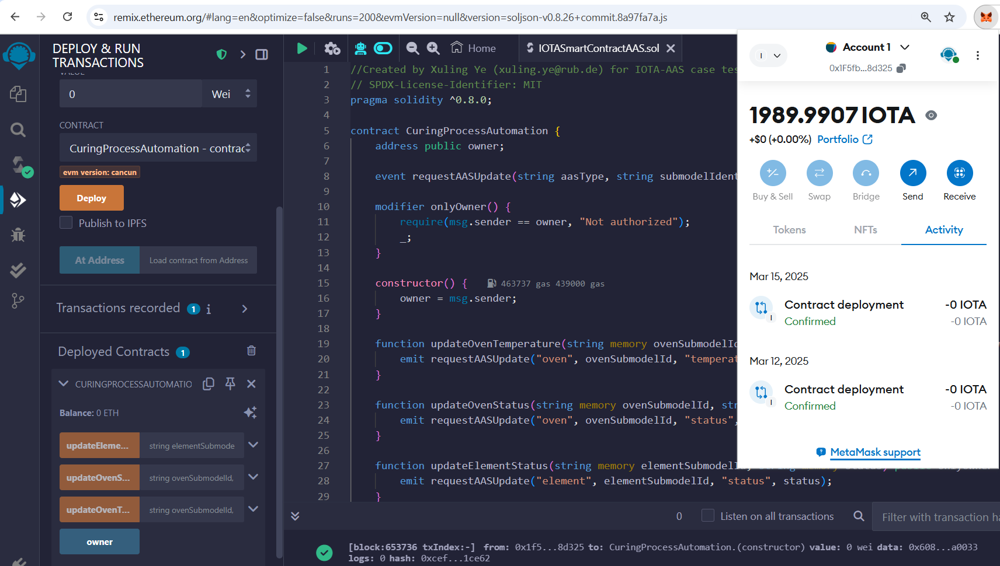 remix.ethereum.org/#lang=en&optimize=false&runs=200&evmVersion=null&version=soljson-v0.8.26+commit.8a97fa7a.js
DEPLOY & RUN
TRANSACTIONS
VALUE
0
Wei
CONTRACT
CuringProcessAutomation - contrac
evm version: cancun
Deploy
Publish to IPFS
At Address
Load contract from Address
Transactions recorded 1 i
Deployed Contracts 1
CURINGPROCESSAUTOMATIO
Balance: 0 ETH
updateEleme...
string elementSubmode
updateOvenS...
string ovenSubmodelId,
updateOvenT...
string ovenSubmodelId,
owner
Home
IOTASmartContractAAS.sol
1 //Created by Xuling Ye (xuling.ye@rub.de) for IOTA-AAS case tes
2 // SPDX-License-Identifier: MIT
3 pragma solidity ^0.8.0;
4
5 contract CuringProcessAutomation {
6 address public owner;
7
8 event requestAASUpdate(string aasType, string submodelIdent
9
10 modifier onlyOwner() {
11 require(msg.sender == owner, "Not authorized");
12 _;
13 }
14
15 constructor() { 463737 gas 439000 gas
16 owner = msg.sender;
17 }
18
19 function updateOvenTemperature(string memory ovenSubmodelId
20 emit requestAASUpdate("oven", ovenSubmodelId, "temperat
21 }
22
23 function updateOvenStatus(string memory ovenSubmodelId, str
24 emit requestAASUpdate("oven", ovenSubmodelId, "status",
25 }
26
27 function updateElementStatus(string memory elementSubmodelI
28 emit requestAASUpdate("element", elementSubmodelId, "status", status);
29 }
0
Listen on all transactions
Filter with transaction ha
[block:653736 txIndex:-] from: 0x1f5...8d325 to: CuringProcessAutomation.(constructor) value: 0 wei data: 0x608...a0033
logs: 0 hash: 0xcef...1ce62
I
Account 1
0x1F5fb...8d325
1989.9907 IOTA
+$0 (+0.00%) Portfolio
Buy & Sell
Swap
Bridge
Send
Receive
Tokens
NFTs
Activity
Mar 15, 2025
Contract deployment
-0 IOTA
I
Confirmed
-0 IOTA
Mar 12, 2025
Contract deployment
-0 IOTA
I
Confirmed
-0 IOTA
MetaMask support